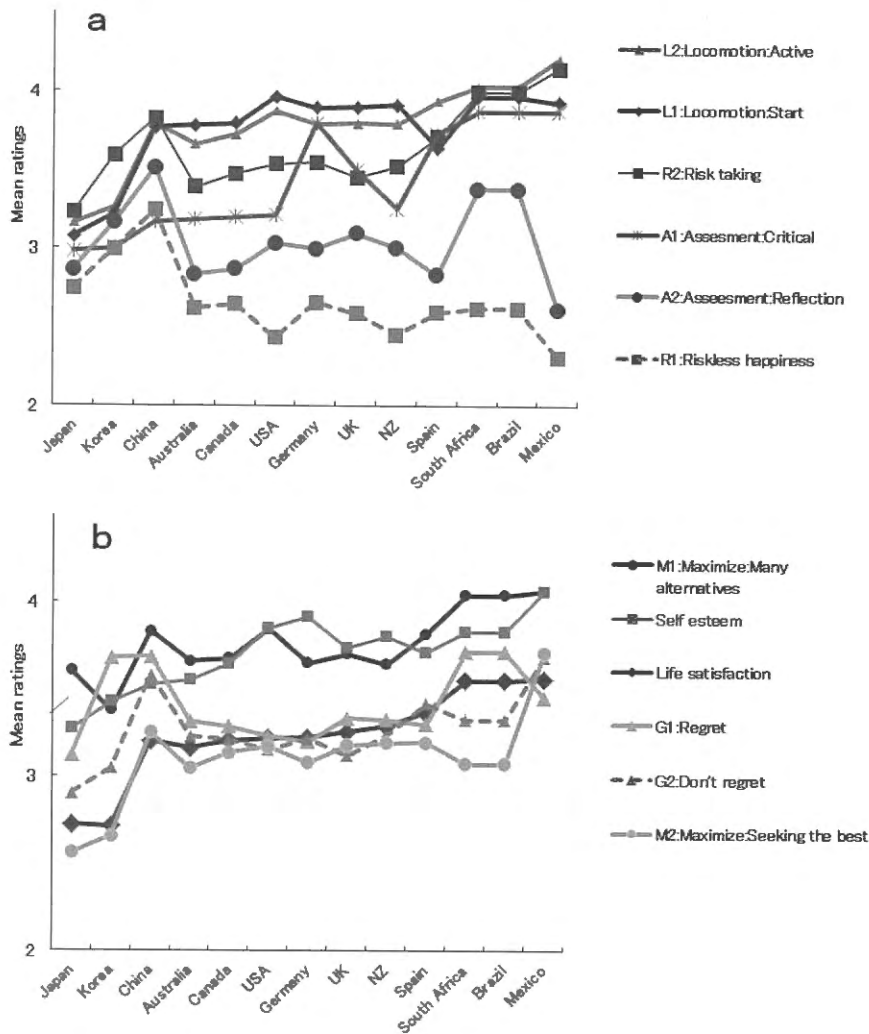 a
L2:Locomotion:Active
4
L1:Locomotion:Start
R2:Risk taking
Mean ratings
3
A1:Assesment:Critical
A2:Asseesment:Reflection
R1:Riskless happiness
2
Japan
Korea
China
Australia
Canada
USA
Germany
UK
NZ
Spain
South Africa
Brazil
Mexico
b
M1:Maximize:Many
alternatives
4
Self esteem
Life satisfaction
Mean ratings
G1:Regret
3
G2:Don't regret
M2:Maximize:Seeking the best
2
Japan
Korea
China
Australia
Canada
USA
Germany
UK
NZ
Spain
South Africa
Brazil
Mexico